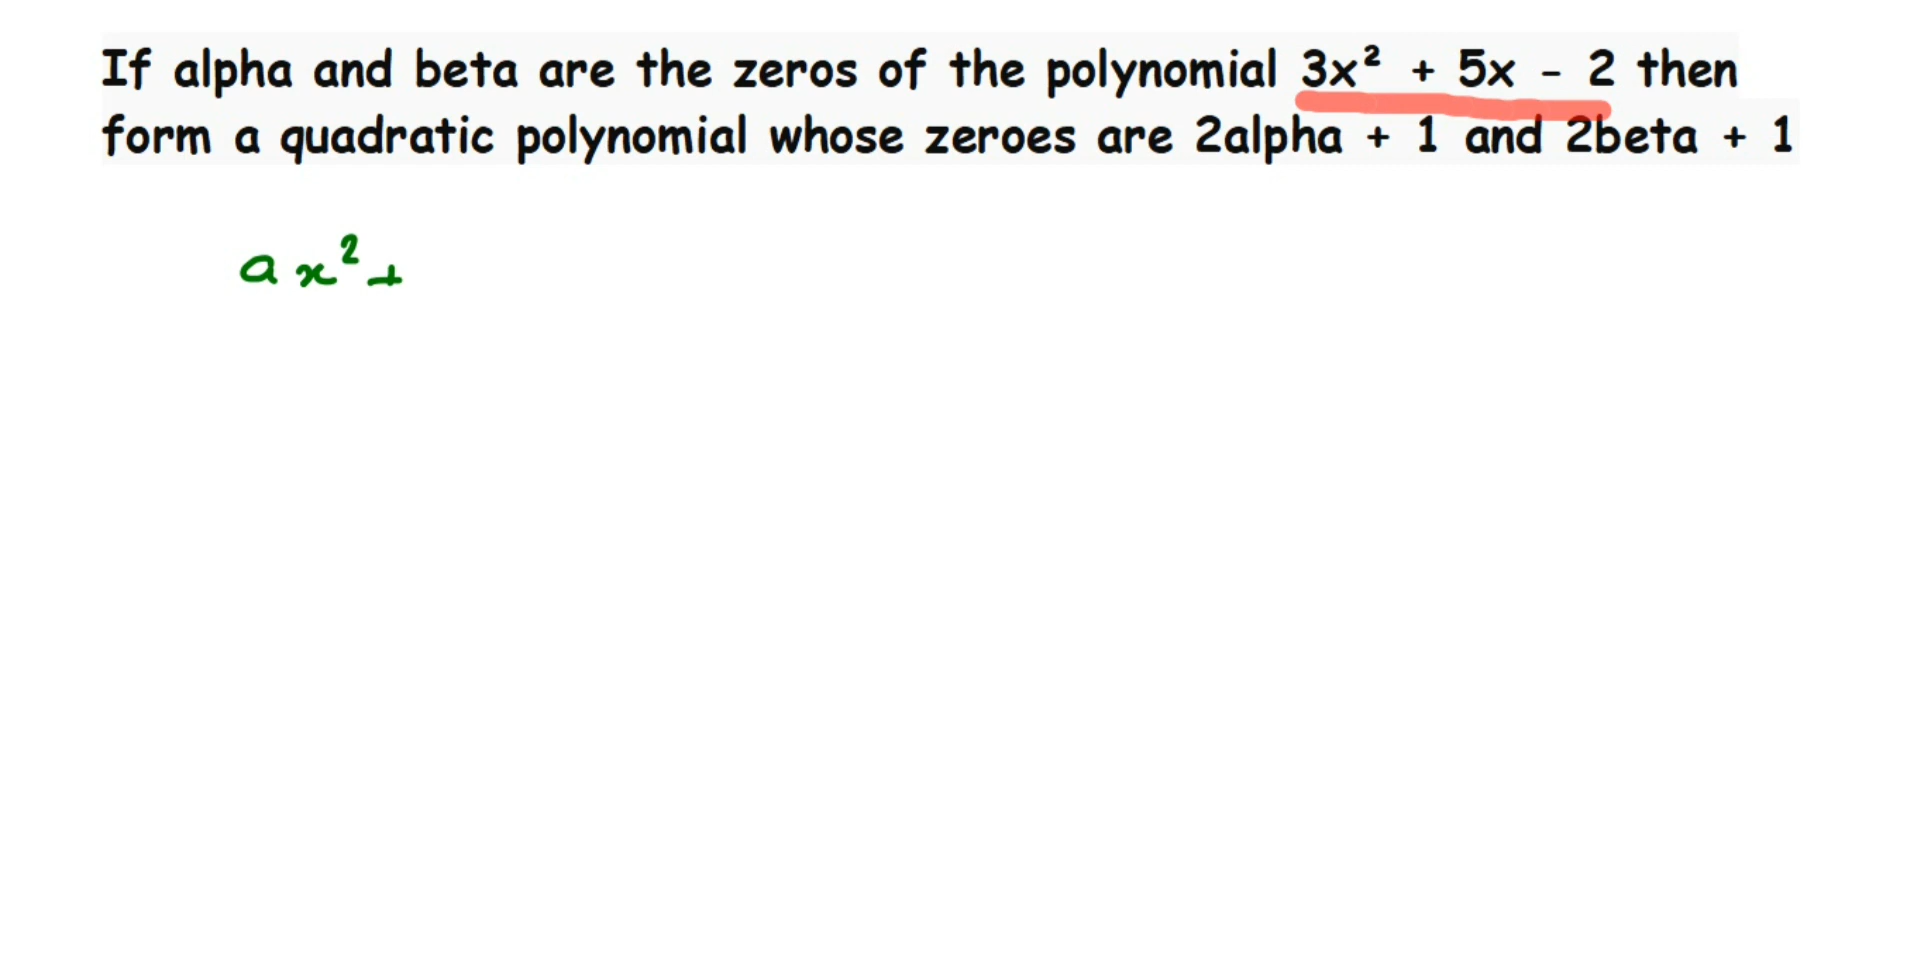 If alpha and beta are the zeros of the polynomial 3x² + 5x - 2 then
form a quadratic polynomial whose zeroes are 2alpha + 1 and 2beta + 1
ax²+